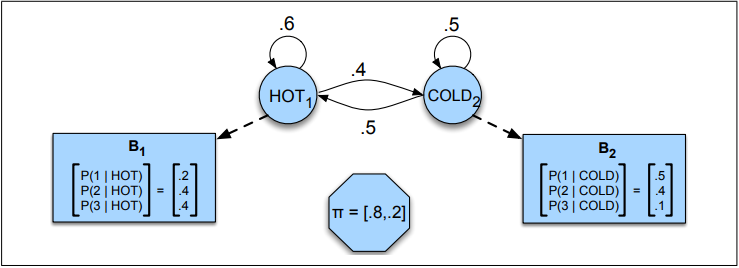 .6
.5
.4
HOT1
COLD2
.5
B1
P(1 | HOT)
P(2 | HOT)
P(3 | HOT)
=
.2
.4
.4
B2
P(1 | COLD)
P(2 | COLD)
P(3 | COLD)
=
.5
.4
.1
π = [.8,.2]